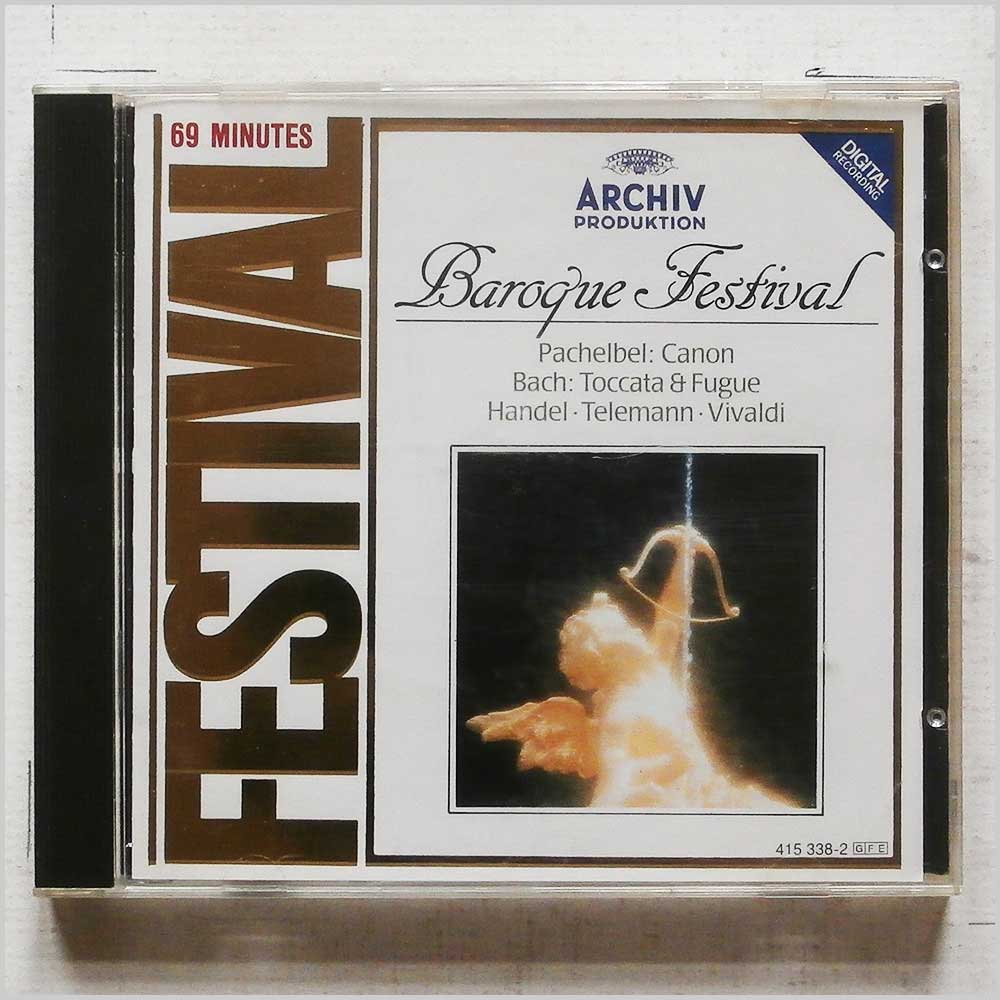 69 MINUTES
FESTIVAL
DIGITAL
RECORDING
ARCHIV
PRODUKTION
Baroque Festival
Pachelbel: Canon
Bach: Toccata & Fugue
Handel · Telemann · Vivaldi
415 338-2 G F E